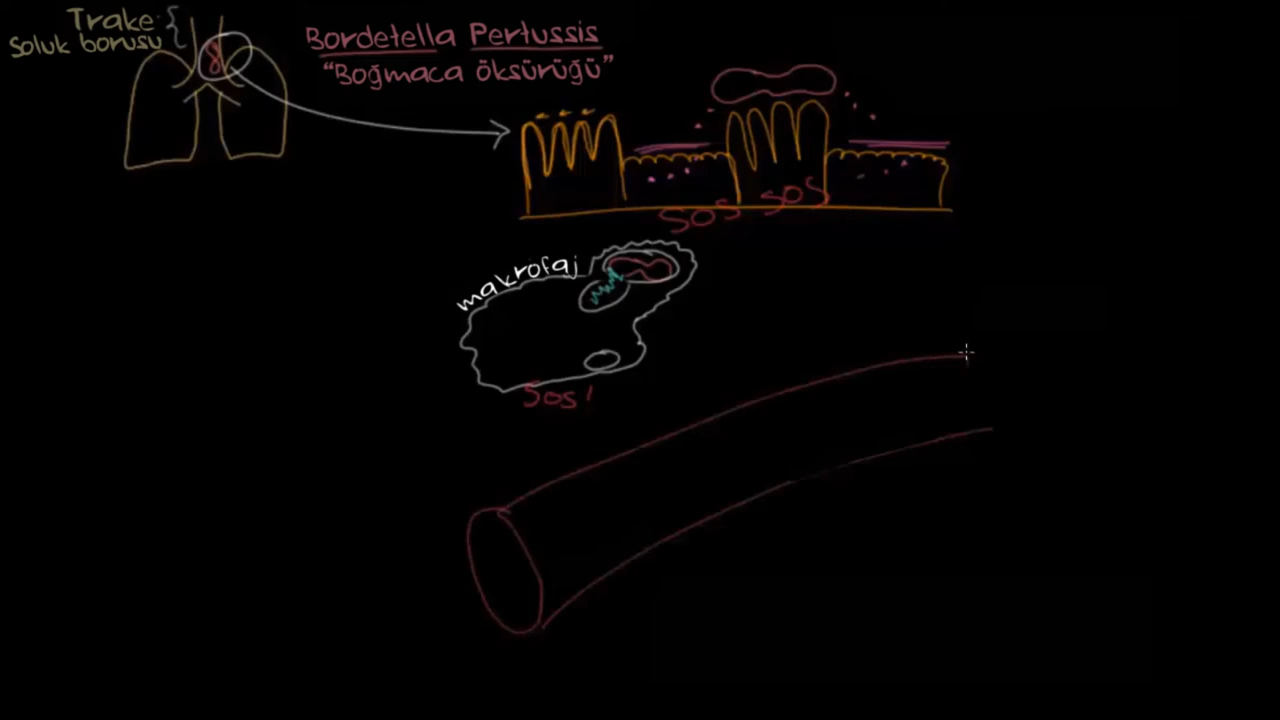 Trake
Soluk borusu
Bordetella Pertussis
"Boğmaca öksürüğü"
SOS SOS
makrofaj
Sos!